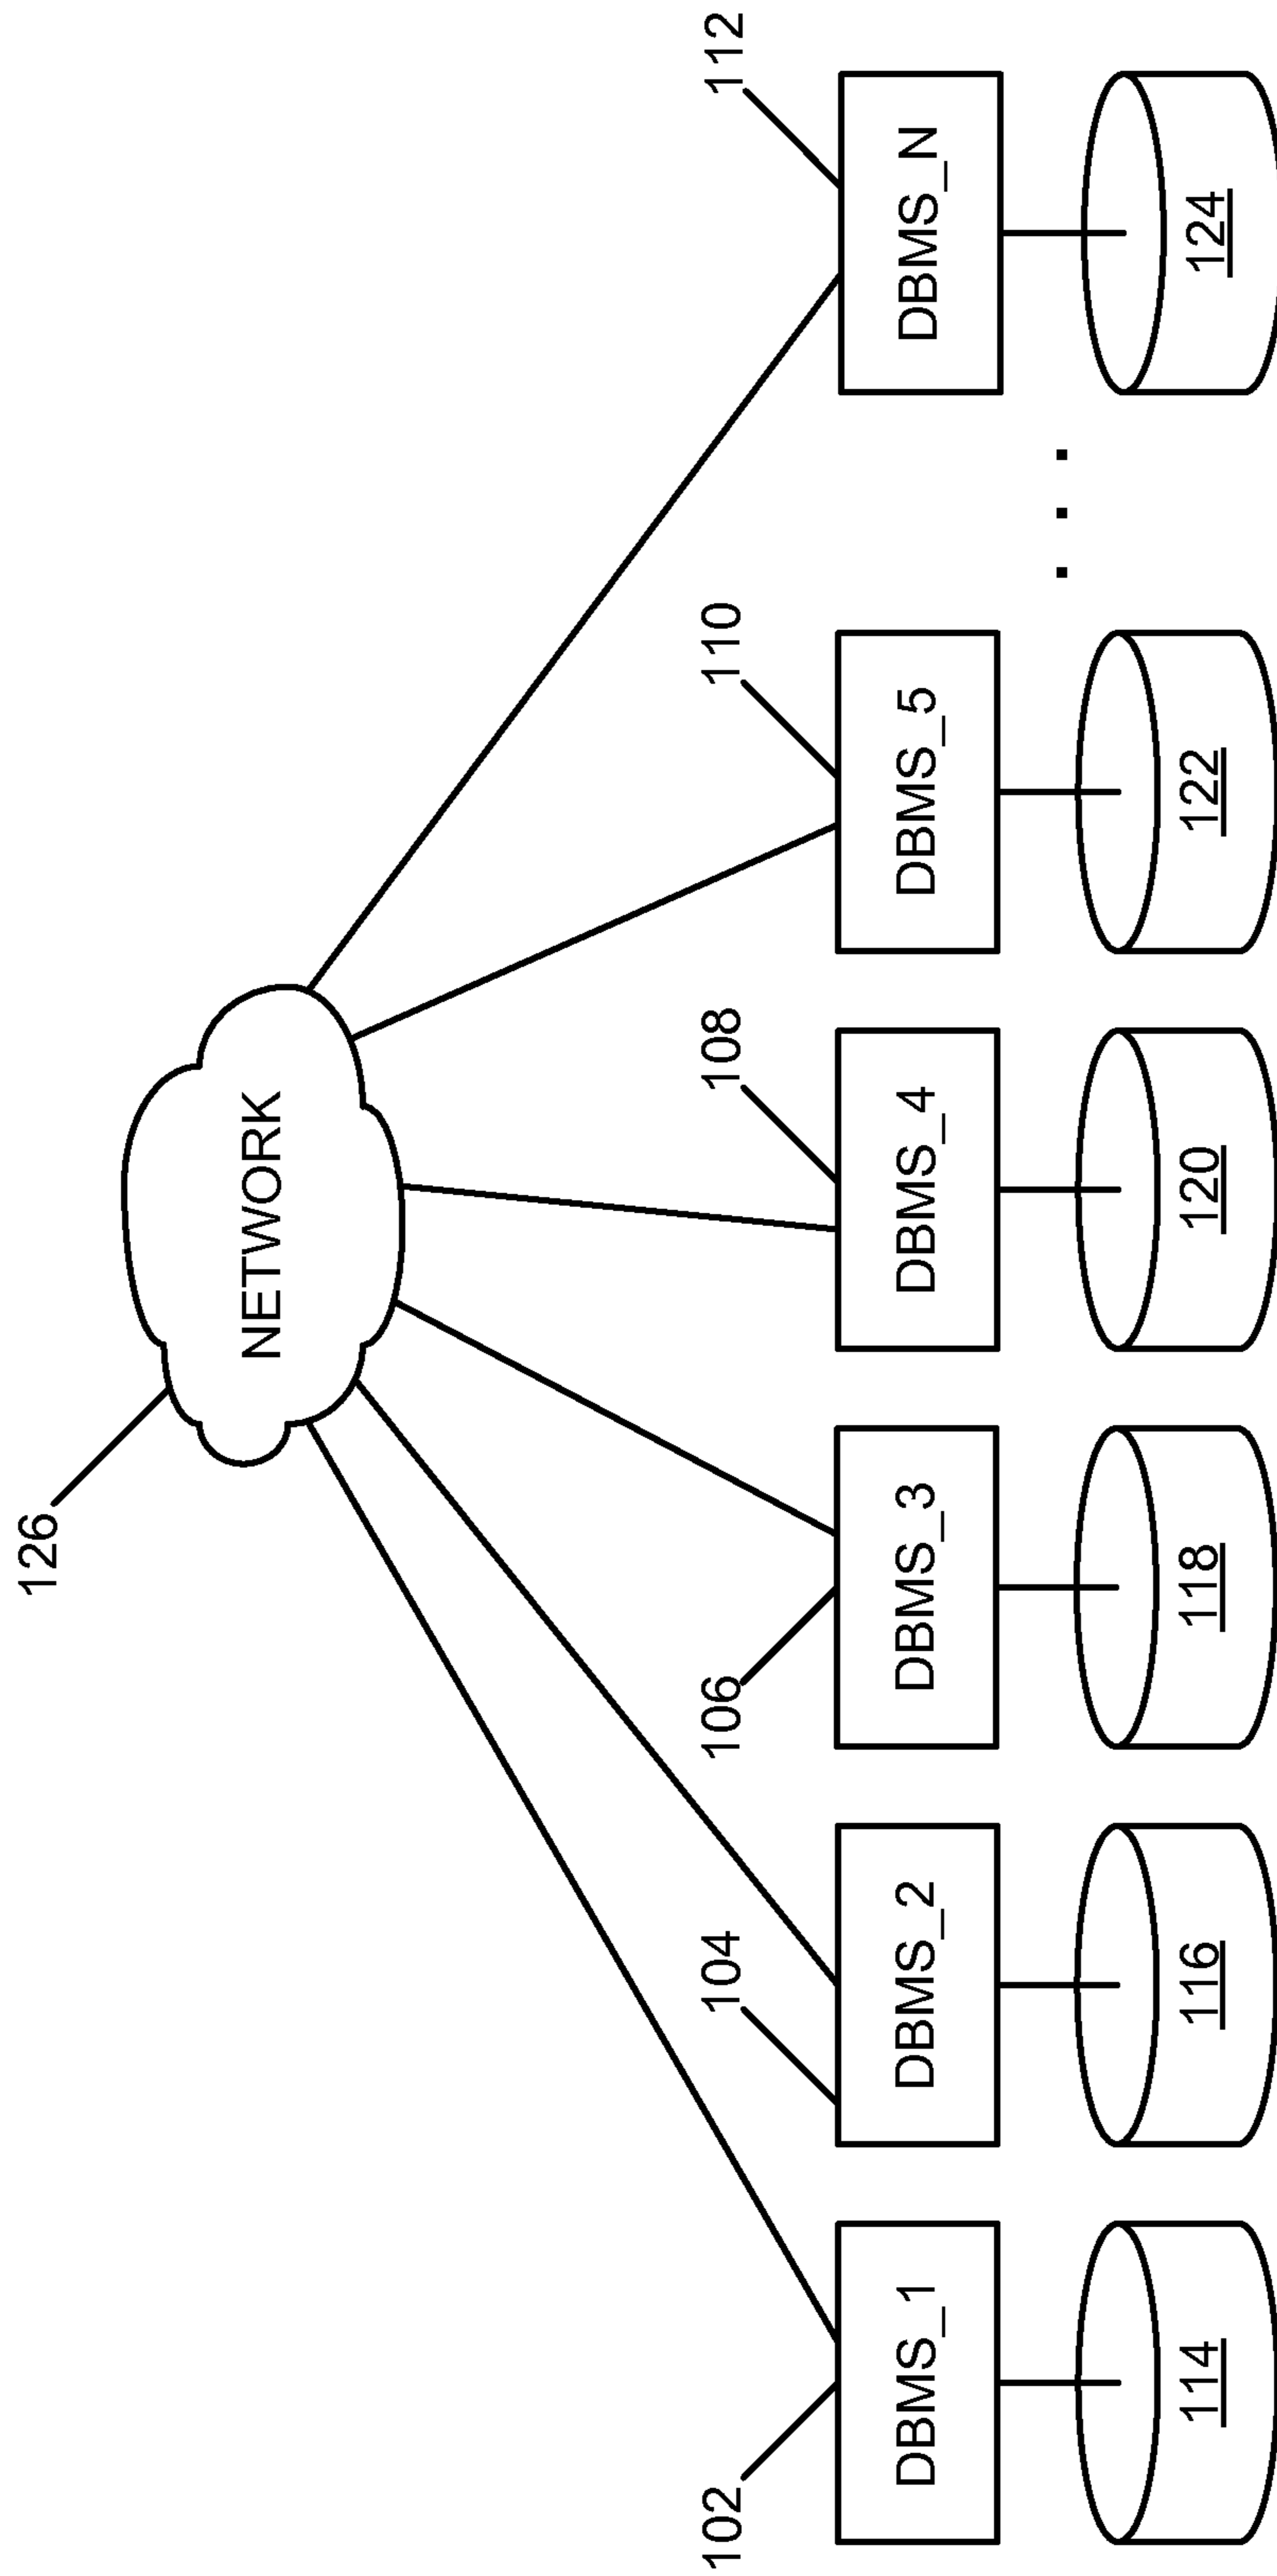 126
NETWORK
102
104
106
108
110
112
DBMS_1
DBMS_2
DBMS_3
DBMS_4
DBMS_5
. . .
DBMS_N
114
116
118
120
122
124